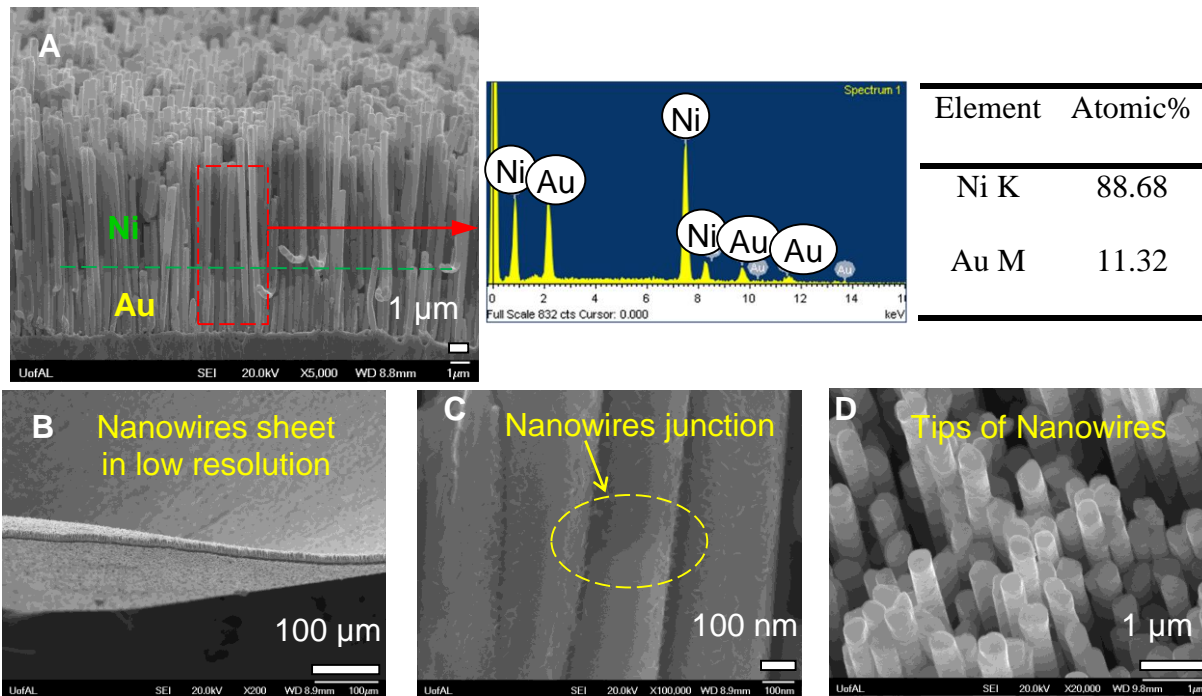 A
Ni
Au
1 µm
UofAL SEI 20.0kV X5,000 WD 8.8mm 1µm
Spectrum 1
Ni
Au
Ni
Ni
Au
Au
Au
Au
0 2 4 6 8 10 12 14 16
Full Scale 832 cts Cursor: 0.000 keV
Element Atomic%
Ni K 88.68
Au M 11.32
B
Nanowires sheet
in low resolution
100 µm
UofAL SEI 20.0kV X200 WD 8.9mm 100µm
C
Nanowires junction
100 nm
UofAL SEI 20.0kV X100,000 WD 8.9mm 100nm
D
Tips of Nanowires
1 µm
UofAL SEI 20.0kV X20,000 WD 9.8mm 1µm